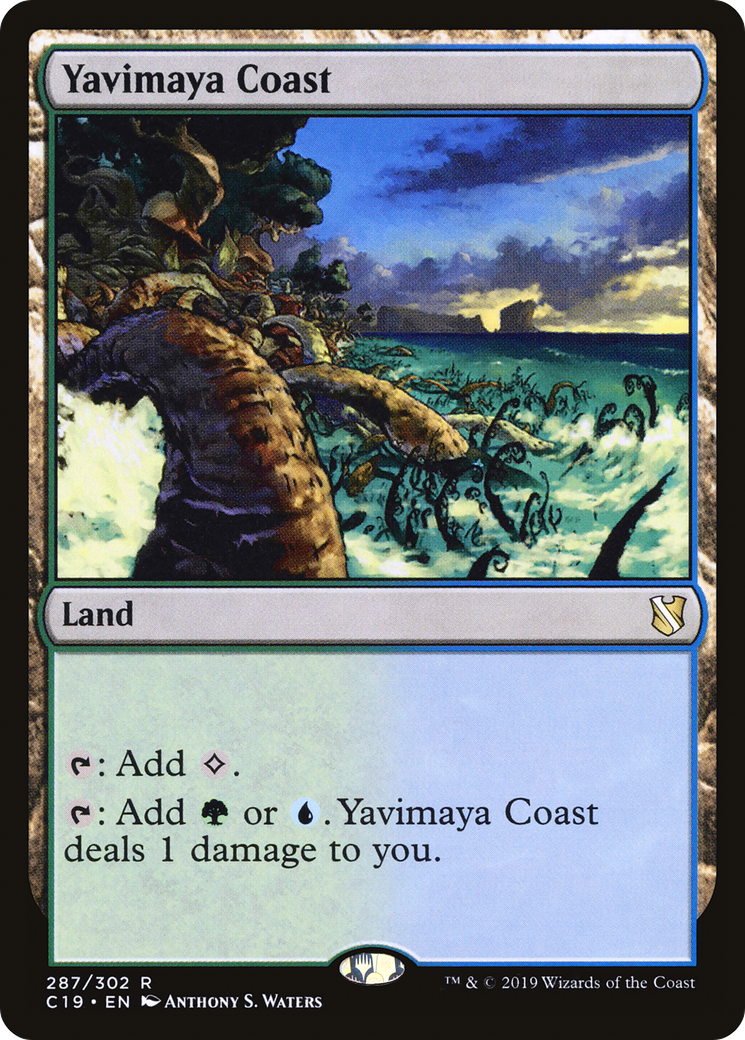 Yavimaya Coast
Land
: Add .
: Add or . Yavimaya Coast
deals 1 damage to you.
287/302 R
C19 • EN Anthony S. Waters
™ & © 2019 Wizards of the Coast